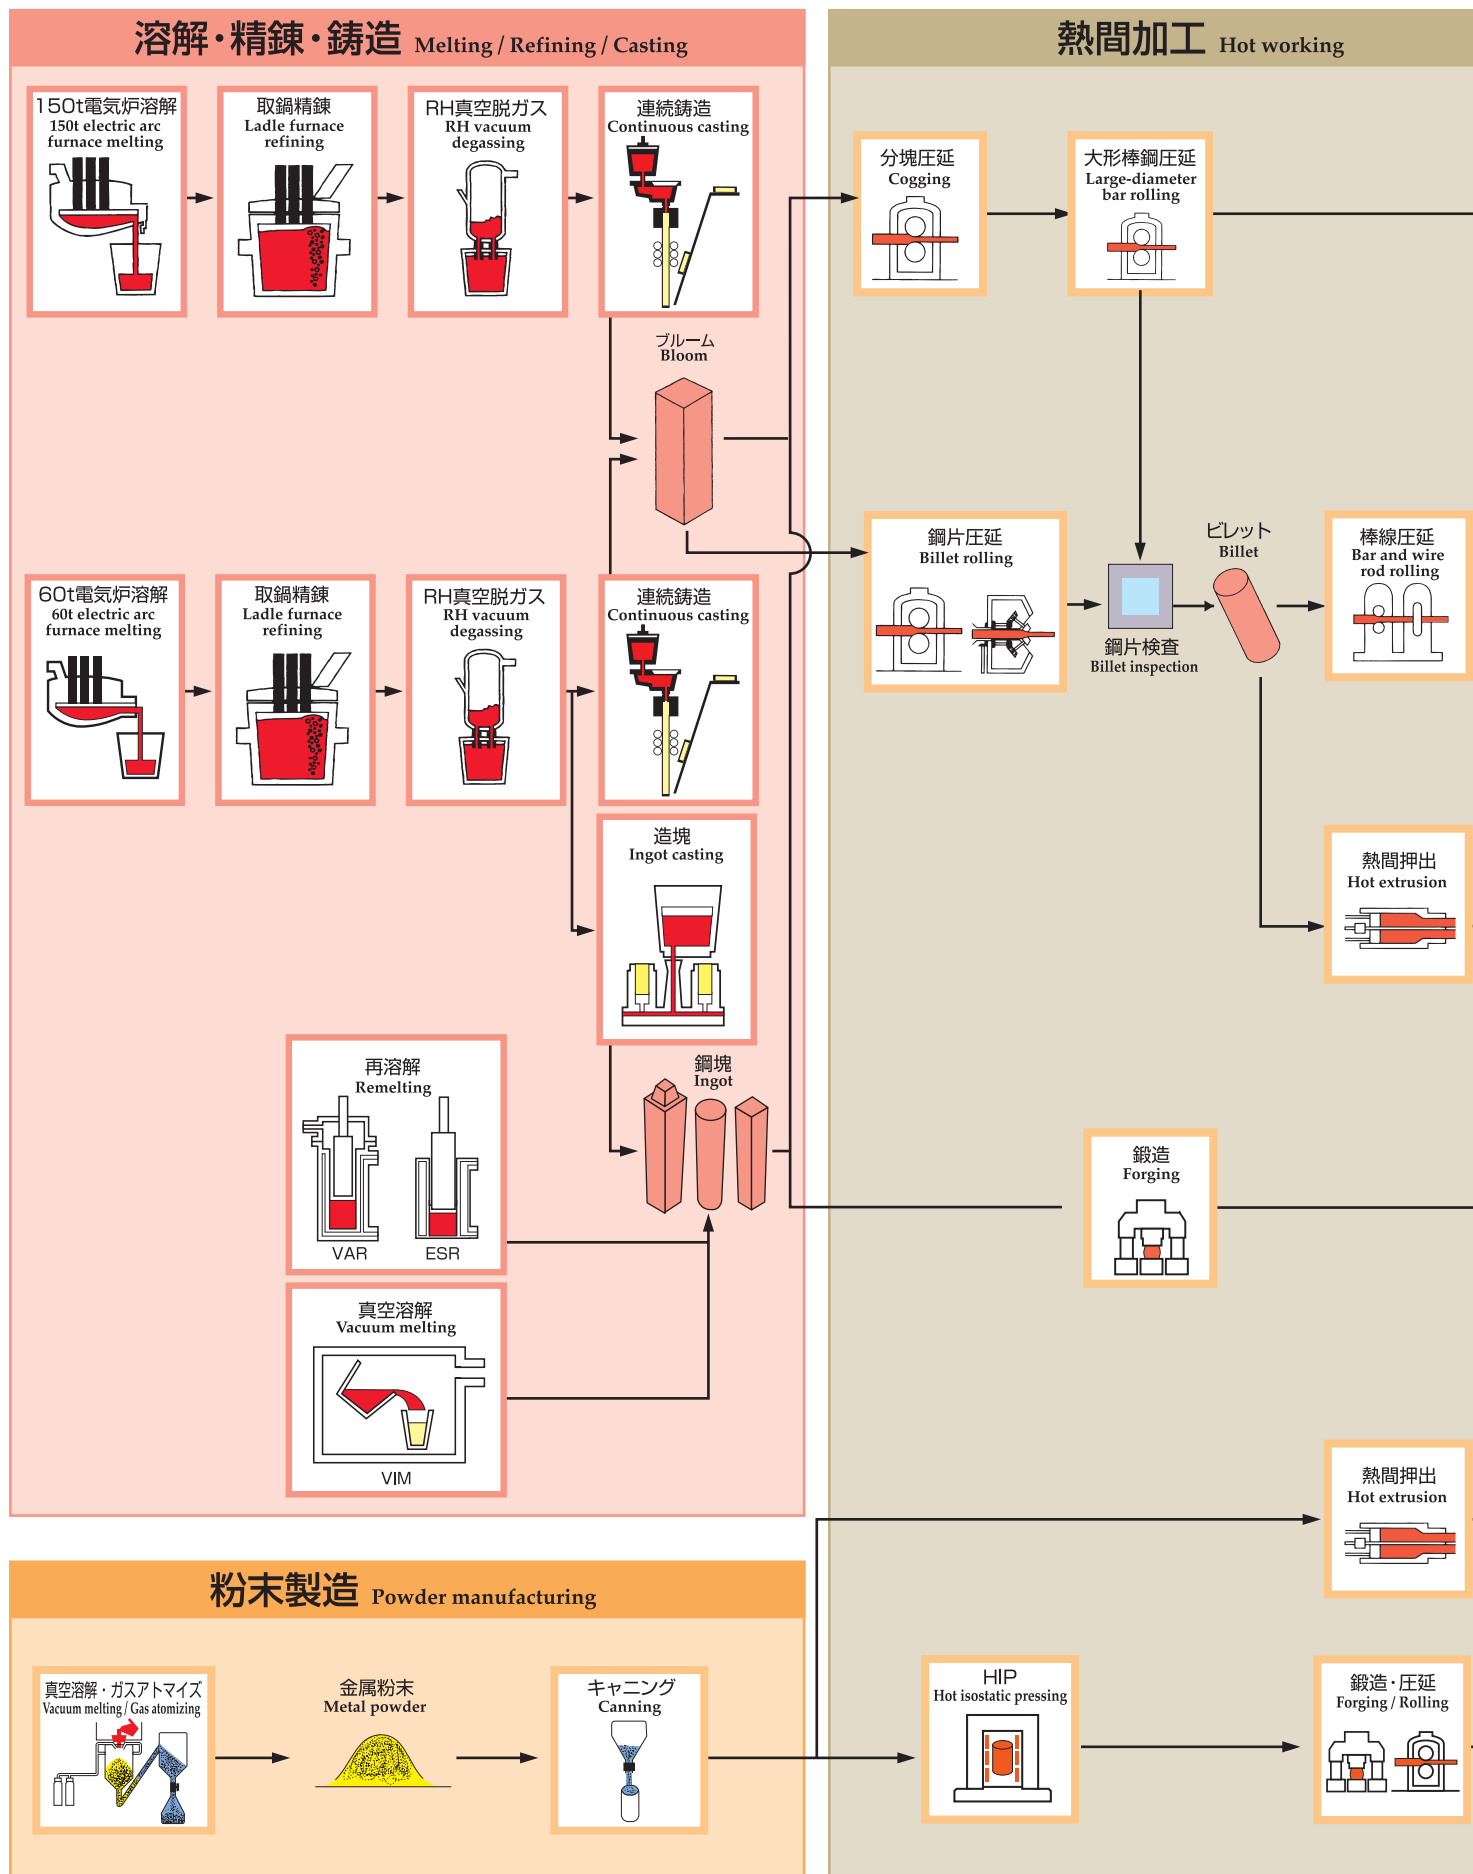 溶解・精錬・鋳造 Melting / Refining / Casting
150t電気炉溶解
150t electric arc
furnace melting
取鍋精錬
Ladle furnace
refining
RH真空脱ガス
RH vacuum
degassing
連続鋳造
Continuous casting
ブルーム
Bloom
60t電気炉溶解
60t electric arc
furnace melting
取鍋精錬
Ladle furnace
refining
RH真空脱ガス
RH vacuum
degassing
連続鋳造
Continuous casting
造塊
Ingot casting
再溶解
Remelting
VAR
ESR
鋼塊
Ingot
真空溶解
Vacuum melting
VIM
熱間加工 Hot working
分塊圧延
Cogging
大形棒鋼圧延
Large-diameter
bar rolling
鋼片圧延
Billet rolling
鋼片検査
Billet inspection
ビレット
Billet
棒線圧延
Bar and wire
rod rolling
熱間押出
Hot extrusion
鍛造
Forging
熱間押出
Hot extrusion
HIP
Hot isostatic pressing
鍛造・圧延
Forging / Rolling
粉末製造 Powder manufacturing
真空溶解・ガスアトマイズ
Vacuum melting / Gas atomizing
金属粉末
Metal powder
キャニング
Canning